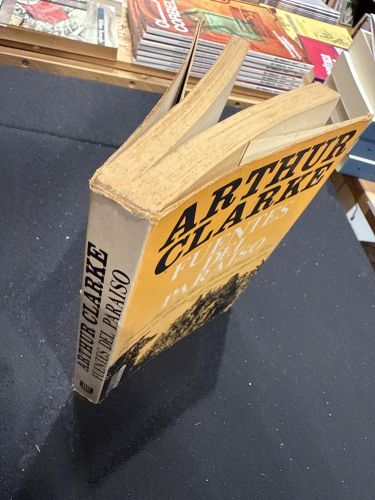 ARTHUR
CLARKE
FUENTES
DEL
PARAISO
ARTHUR CLARKE
FUENTES DEL PARAISO